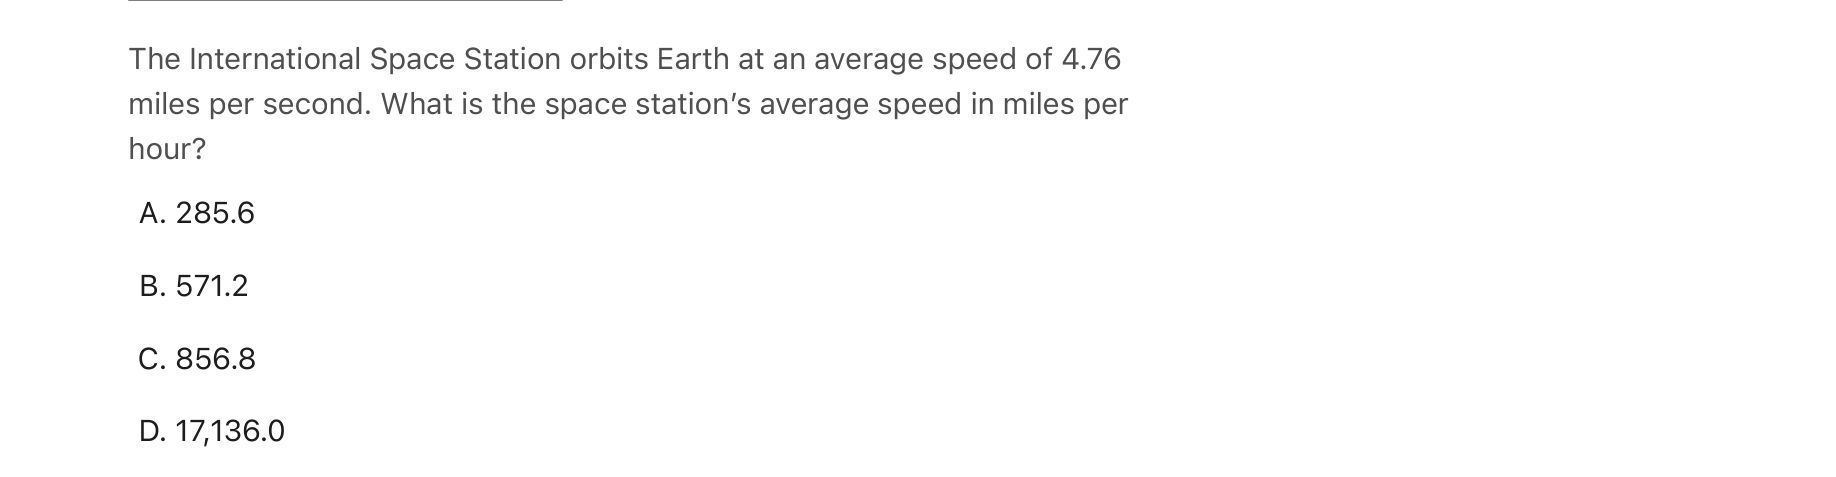 The International Space Station orbits Earth at an average speed of 4.76
miles per second. What is the space station’s average speed in miles per
hour?
A. 285.6
B. 571.2
C. 856.8
D. 17,136.0